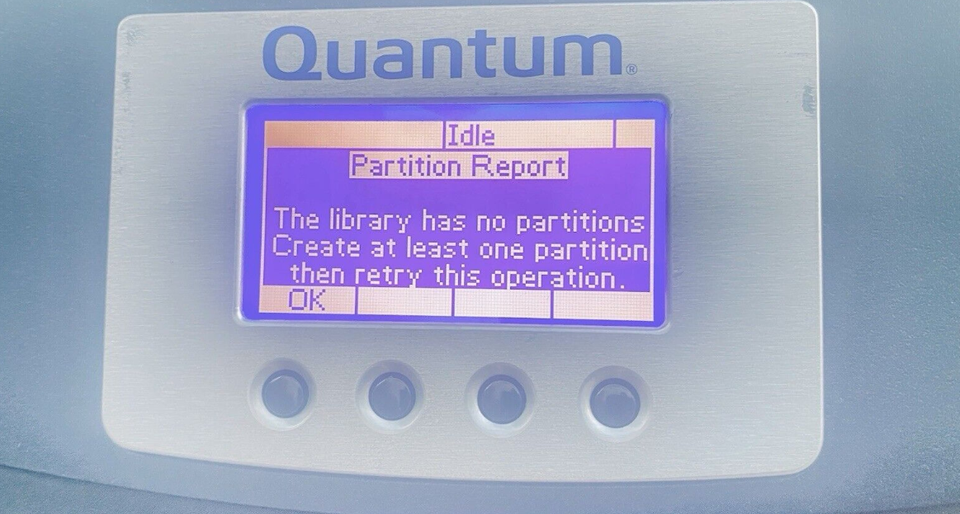 Quantum®
Idle
Partition Report
The library has no partitions
Create at least one partition
then retry this operation.
OK